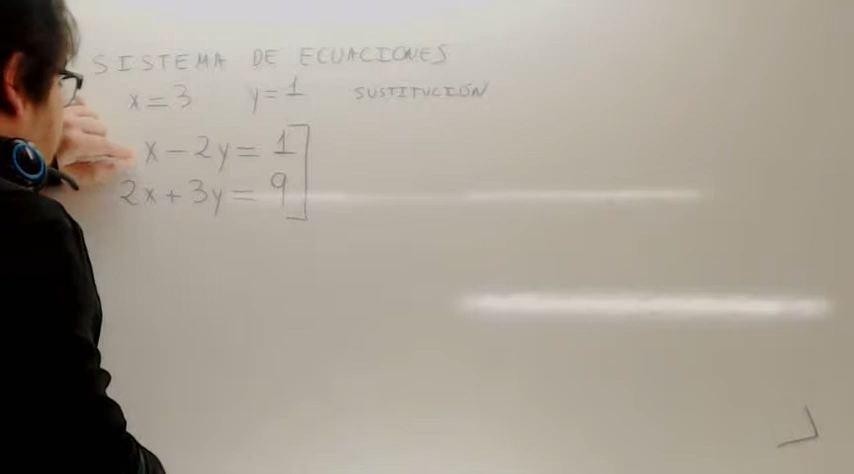 SISTEMA DE ECUACIONES
x = 3 y = 1 SUSTITUCIÓN
x - 2y = 1
2x + 3y = 9